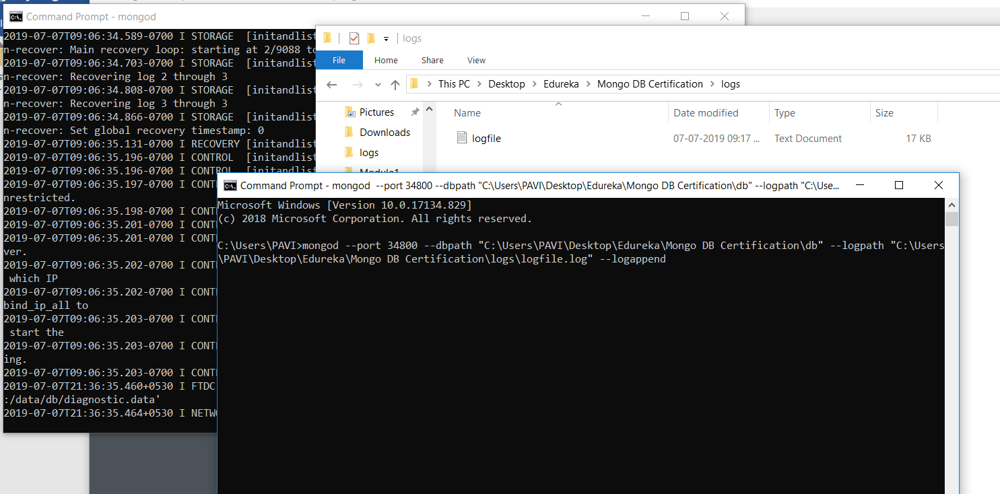 Command Prompt - mongod
2019-07-07T09:06:34.589-0700 I STORAGE  [initandlist
n-recover: Main recovery loop: starting at 2/9088 to
2019-07-07T09:06:34.703-0700 I STORAGE  [initandlist
n-recover: Recovering log 2 through 3
2019-07-07T09:06:34.808-0700 I STORAGE  [initandlist
n-recover: Recovering log 3 through 3
2019-07-07T09:06:34.866-0700 I STORAGE  [initandlist
n-recover: Set global recovery timestamp: 0
2019-07-07T09:06:35.131-0700 I RECOVERY [initandlist
2019-07-07T09:06:35.196-0700 I CONTROL  [initandlist
2019-07-07T09:06:35.196-0700 I CONTROL  [initandlist
2019-07-07T09:06:35.197-0700 I CONT
nrestricted.
2019-07-07T09:06:35.198-0700 I CONT
2019-07-07T09:06:35.201-0700 I CONT
2019-07-07T09:06:35.201-0700 I CONT
ver.
2019-07-07T09:06:35.202-0700 I CONT
 which IP
2019-07-07T09:06:35.202-0700 I CONT
bind_ip_all to
2019-07-07T09:06:35.203-0700 I CONT
 start the
2019-07-07T09:06:35.203-0700 I CONT
ing.
2019-07-07T09:06:35.203-0700 I CONT
2019-07-07T21:36:35.460+0530 I FTDC
:/data/db/diagnostic.data'
2019-07-07T21:36:35.464+0530 I NETW
logs
File Home Share View
This PC > Desktop > Edureka > Mongo DB Certification > logs
Pictures
Downloads
logs
Module1
Name Date modified Type Size
logfile 07-07-2019 09:17 ... Text Document 17 KB
Command Prompt - mongod  --port 34800 --dbpath "C:\Users\PAVI\Desktop\Edureka\Mongo DB Certification\db" --logpath "C:\Use...
Microsoft Windows [Version 10.0.17134.829]
(c) 2018 Microsoft Corporation. All rights reserved.
C:\Users\PAVI>mongod --port 34800 --dbpath "C:\Users\PAVI\Desktop\Edureka\Mongo DB Certification\db" --logpath "C:\Users
\PAVI\Desktop\Edureka\Mongo DB Certification\logs\logfile.log" --logappend